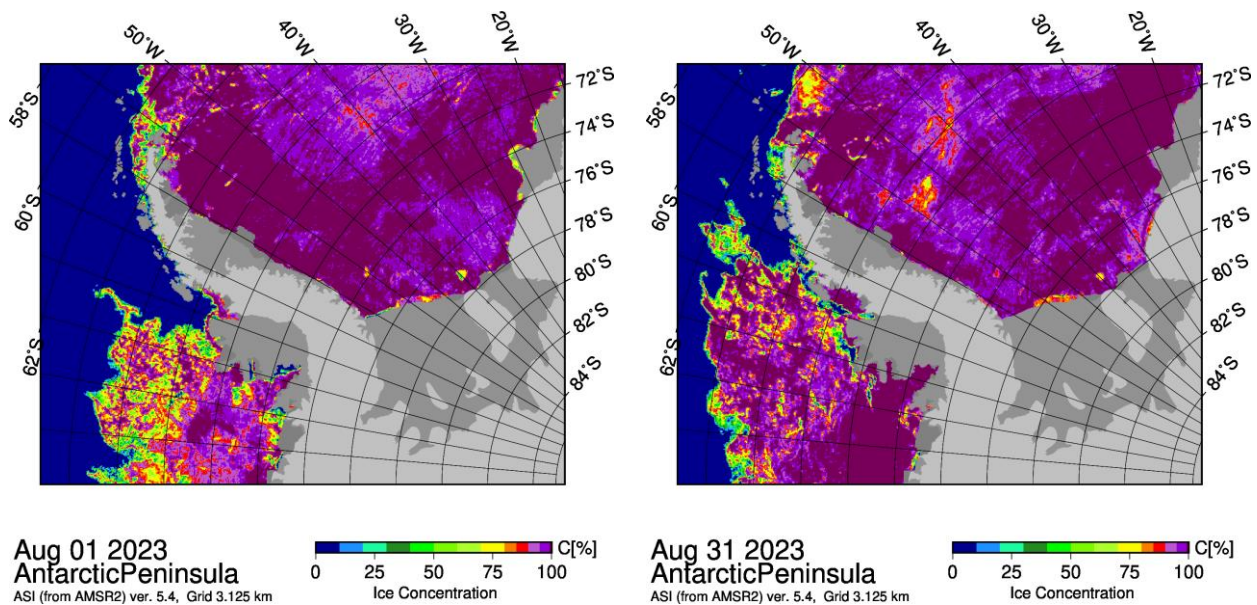 50°W
40°W
30°W
20°W
58°S
60°S
62°S
72°S
74°S
76°S
78°S
80°S
82°S
84°S
Aug 01 2023
AntarcticPeninsula
ASI (from AMSR2) ver. 5.4, Grid 3.125 km
C[%]
0 25 50 75 100
Ice Concentration
50°W
40°W
30°W
20°W
58°S
60°S
62°S
72°S
74°S
76°S
78°S
80°S
82°S
84°S
Aug 31 2023
AntarcticPeninsula
ASI (from AMSR2) ver. 5.4, Grid 3.125 km
C[%]
0 25 50 75 100
Ice Concentration